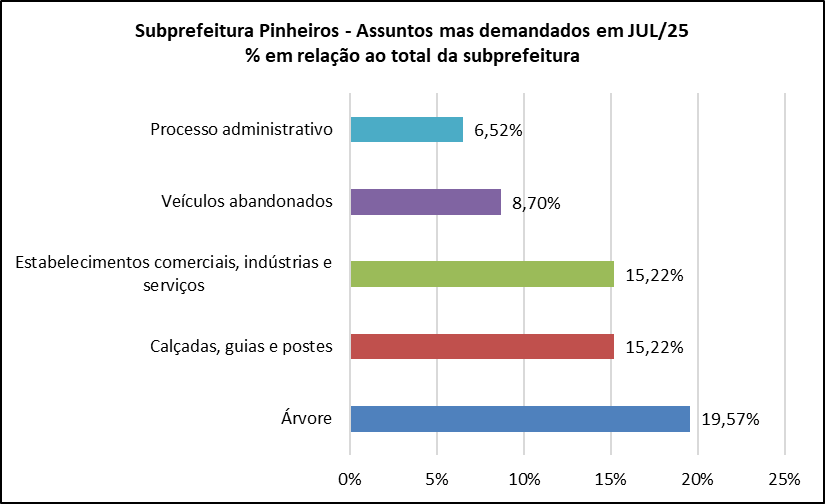 Subprefeitura Pinheiros - Assuntos mas demandados em JUL/25
% em relação ao total da subprefeitura
Processo administrativo
6,52%
Veículos abandonados
8,70%
Estabelecimentos comerciais, indústrias e
serviços
15,22%
Calçadas, guias e postes
15,22%
Árvore
19,57%
0%
5%
10%
15%
20%
25%